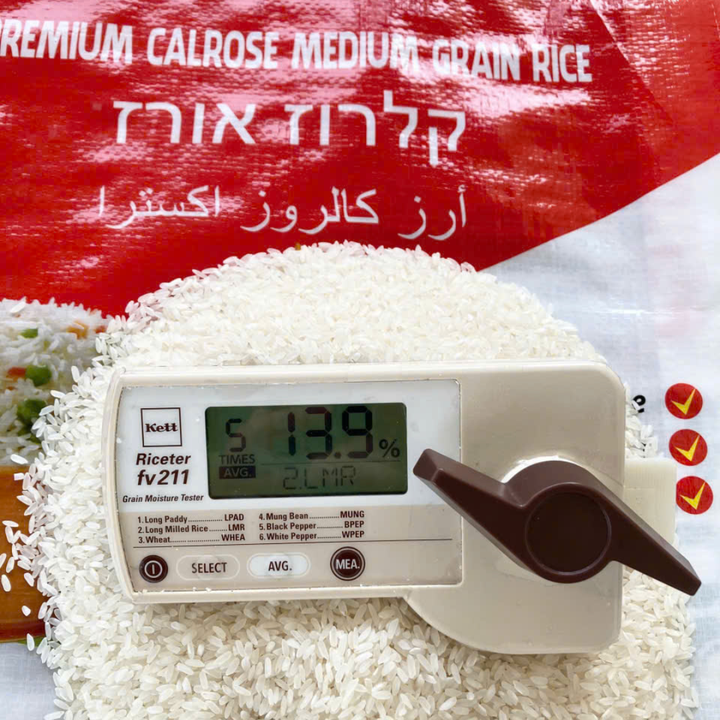 REMIUM CALROSE MEDIUM GRAIN RICE
קלרוז אורז
أرز كالروز اكسترا
Kett
Riceter
fv211
Grain Moisture Tester
5 TIMES AVG. 13.9%
2.LMR
1.Long Paddy..............LPAD
2.Long Milled Rice.......LMR
3.Wheat.....................WHEA
4.Mung Bean............MUNG
5.Black Pepper........BPEP
6.White Pepper........WPEP
SELECT
AVG.
MEA.